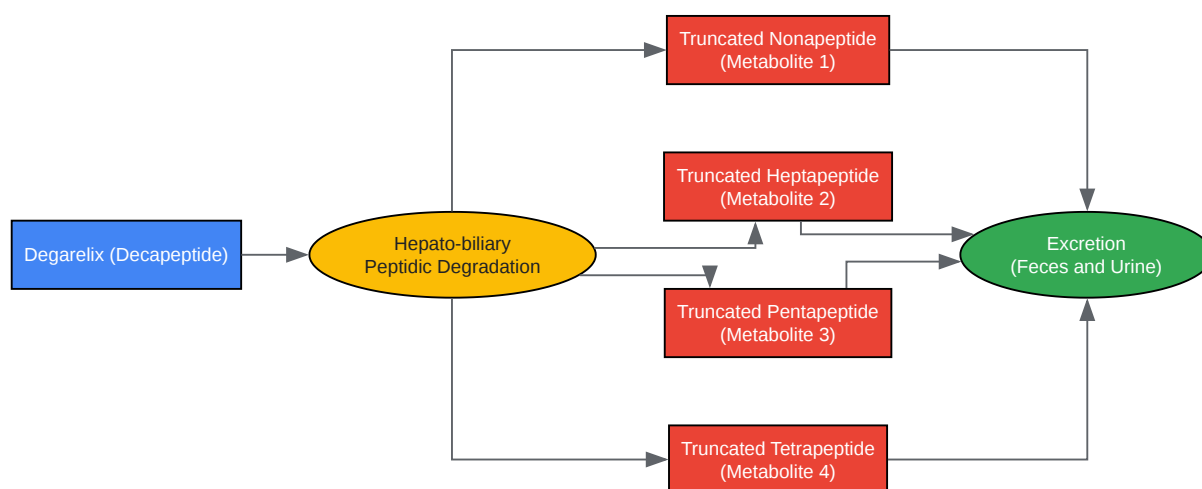 Degarelix (Decapeptide)
Hepato-biliary
Peptidic Degradation
Truncated Nonapeptide
(Metabolite 1)
Truncated Heptapeptide
(Metabolite 2)
Truncated Pentapeptide
(Metabolite 3)
Truncated Tetrapeptide
(Metabolite 4)
Excretion
(Feces and Urine)